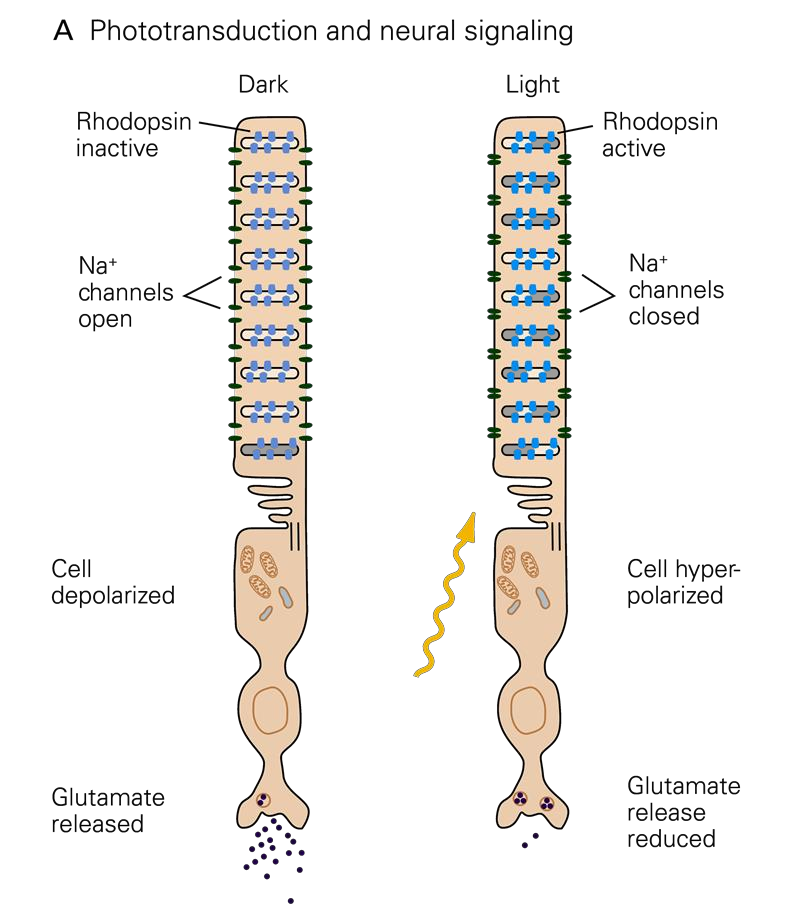 A Phototransduction and neural signaling
Dark
Light
Rhodopsin
inactive
Rhodopsin
active
Na⁺
channels
open
Na⁺
channels
closed
Cell
depolarized
Cell hyper-
polarized
Glutamate
released
Glutamate
release
reduced